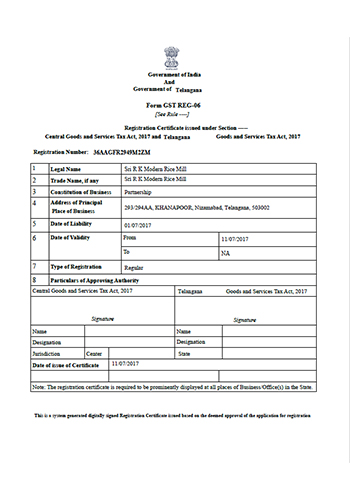 Government of India
And
Government of Telangana
Form GST REG-06
[See Rule ----]
Registration Certificate issued under Section -----
Central Goods and Services Tax Act, 2017 and Telangana Goods and Services Tax Act, 2017
Registration Number: 36AAGFR2949M2ZM
1 Legal Name Sri R K Modern Rice Mill
2 Trade Name, if any Sri R K Modern Rice Mill
3 Constitution of Business Partnership
4 Address of Principal Place of Business 293/294AA, KHANAPOOR, Nizamabad, Telangana, 503002
5 Date of Liability 01/07/2017
6 Date of Validity From 11/07/2017
To NA
7 Type of Registration Regular
8 Particulars of Approving Authority
Central Goods and Services Tax Act, 2017 Telangana Goods and Services Tax Act, 2017
Signature Signature
Name Name
Designation Designation
Jurisdiction Center State
Date of issue of Certificate 11/07/2017
Note: The registration certificate is required to be prominently displayed at all places of Business/Office(s) in the State.
This is a system generated digitally signed Registration Certificate issued based on the deemed approval of the application for registration